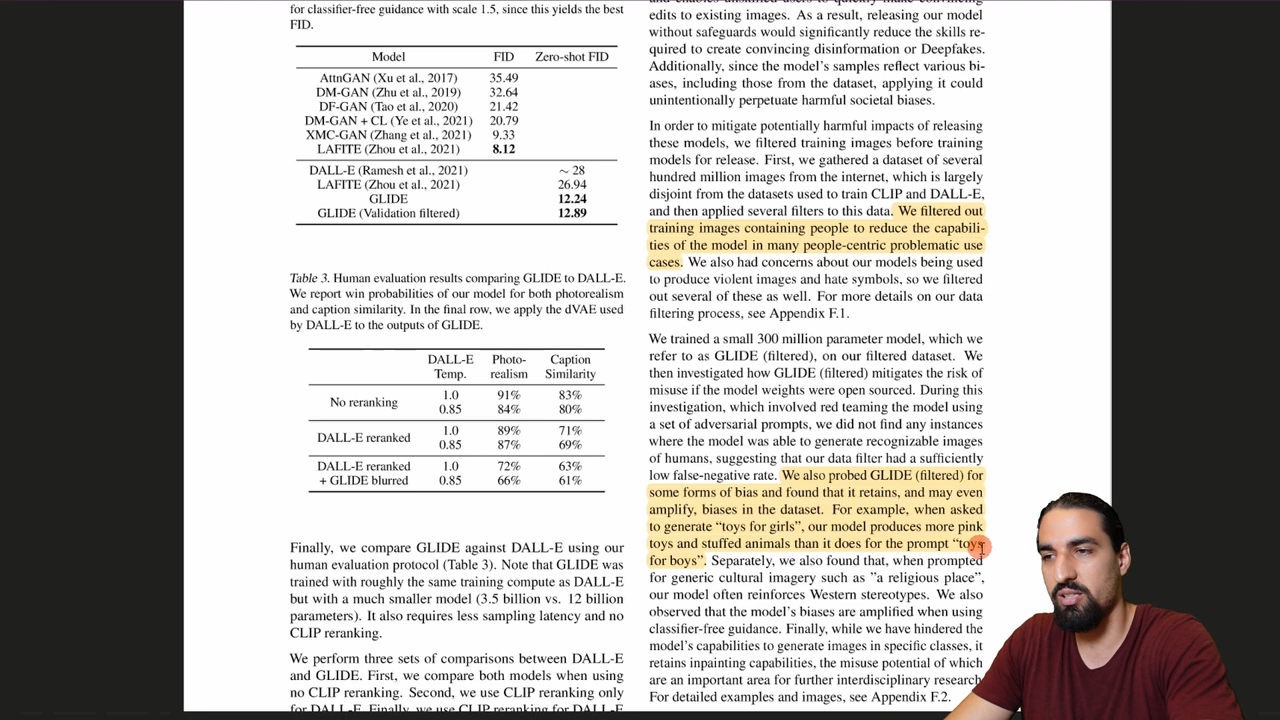 for classifier-free guidance with scale 1.5, since this yields the best
FID.
Model FID Zero-shot FID
AttnGAN (Xu et al., 2017) 35.49
DM-GAN (Zhu et al., 2019) 32.64
DF-GAN (Tao et al., 2020) 21.42
DM-GAN + CL (Ye et al., 2021) 20.79
XMC-GAN (Zhang et al., 2021) 9.33
LAFITE (Zhou et al., 2021) 8.12
DALL-E (Ramesh et al., 2021) ~ 28
LAFITE (Zhou et al., 2021) 26.94
GLIDE 12.24
GLIDE (Validation filtered) 12.89
Table 3. Human evaluation results comparing GLIDE to DALL-E.
We report win probabilities of our model for both photorealism
and caption similarity. In the final row, we apply the dVAE used
by DALL-E to the outputs of GLIDE.
DALL-E Photo- Caption
Temp. realism Similarity
No reranking
1.0 91% 83%
0.85 84% 80%
DALL-E reranked
1.0 89% 71%
0.85 87% 69%
DALL-E reranked 1.0 72% 63%
+ GLIDE blurred 0.85 66% 61%
Finally, we compare GLIDE against DALL-E using our
human evaluation protocol (Table 3). Note that GLIDE was
trained with roughly the same training compute as DALL-E
but with a much smaller model (3.5 billion vs. 12 billion
parameters). It also requires less sampling latency and no
CLIP reranking.
We perform three sets of comparisons between DALL-E
and GLIDE. First, we compare both models when using
no CLIP reranking. Second, we use CLIP reranking only
for DALL-E. Finally, we use CLIP reranking for DALL-E
and enables unskilled users to quickly make convincing
edits to existing images. As a result, releasing our model
without safeguards would significantly reduce the skills re-
quired to create convincing disinformation or Deepfakes.
Additionally, since the model's samples reflect various bi-
ases, including those from the dataset, applying it could
unintentionally perpetuate harmful societal biases.
In order to mitigate potentially harmful impacts of releasing
these models, we filtered training images before training
models for release. First, we gathered a dataset of several
hundred million images from the internet, which is largely
disjoint from the datasets used to train CLIP and DALL-E,
and then applied several filters to this data. We filtered out
training images containing people to reduce the capabili-
ties of the model in many people-centric problematic use
cases. We also had concerns about our models being used
to produce violent images and hate symbols, so we filtered
out several of these as well. For more details on our data
filtering process, see Appendix F.1.
We trained a small 300 million parameter model, which we
refer to as GLIDE (filtered), on our filtered dataset. We
then investigated how GLIDE (filtered) mitigates the risk of
misuse if the model weights were open sourced. During this
investigation, which involved red teaming the model using
a set of adversarial prompts, we did not find any instances
where the model was able to generate recognizable images
of humans, suggesting that our data filter had a sufficiently
low false-negative rate. We also probed GLIDE (filtered) for
some forms of bias and found that it retains, and may even
amplify, biases in the dataset. For example, when asked
to generate “toys for girls”, our model produces more pink
toys and stuffed animals than it does for the prompt “toys
for boys”. Separately, we also found that, when prompted
for generic cultural imagery such as ”a religious place”,
our model often reinforces Western stereotypes. We also
observed that the model's biases are amplified when using
classifier-free guidance. Finally, while we have hindered the
model's capabilities to generate images in specific classes, it
retains inpainting capabilities, the misuse potential of which
are an important area for further interdisciplinary research.
For detailed examples and images, see Appendix F.2.